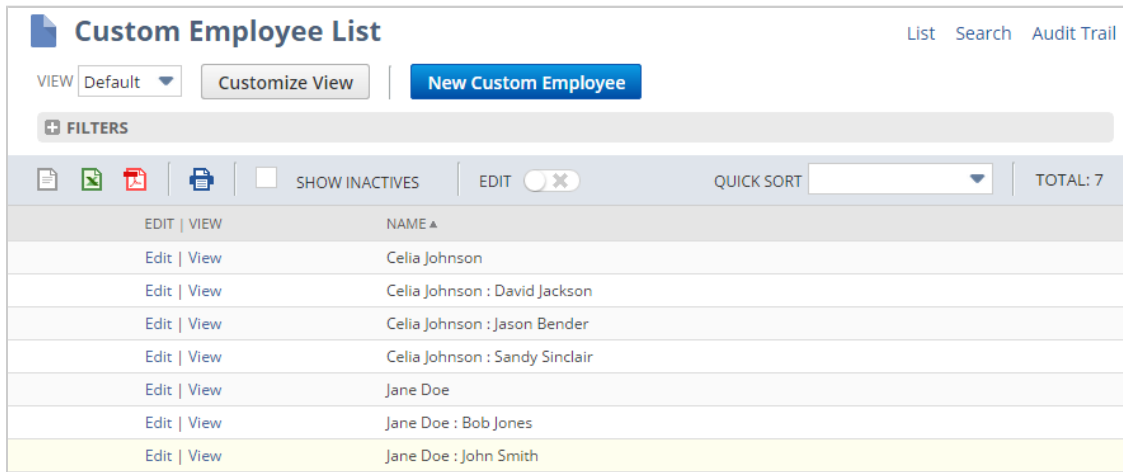 Custom Employee List
List Search Audit Trail
VIEW Default Customize View New Custom Employee
FILTERS
SHOW INACTIVES EDIT QUICK SORT TOTAL: 7
EDIT | VIEW NAME
Edit | View Celia Johnson
Edit | View Celia Johnson : David Jackson
Edit | View Celia Johnson : Jason Bender
Edit | View Celia Johnson : Sandy Sinclair
Edit | View Jane Doe
Edit | View Jane Doe : Bob Jones
Edit | View Jane Doe : John Smith